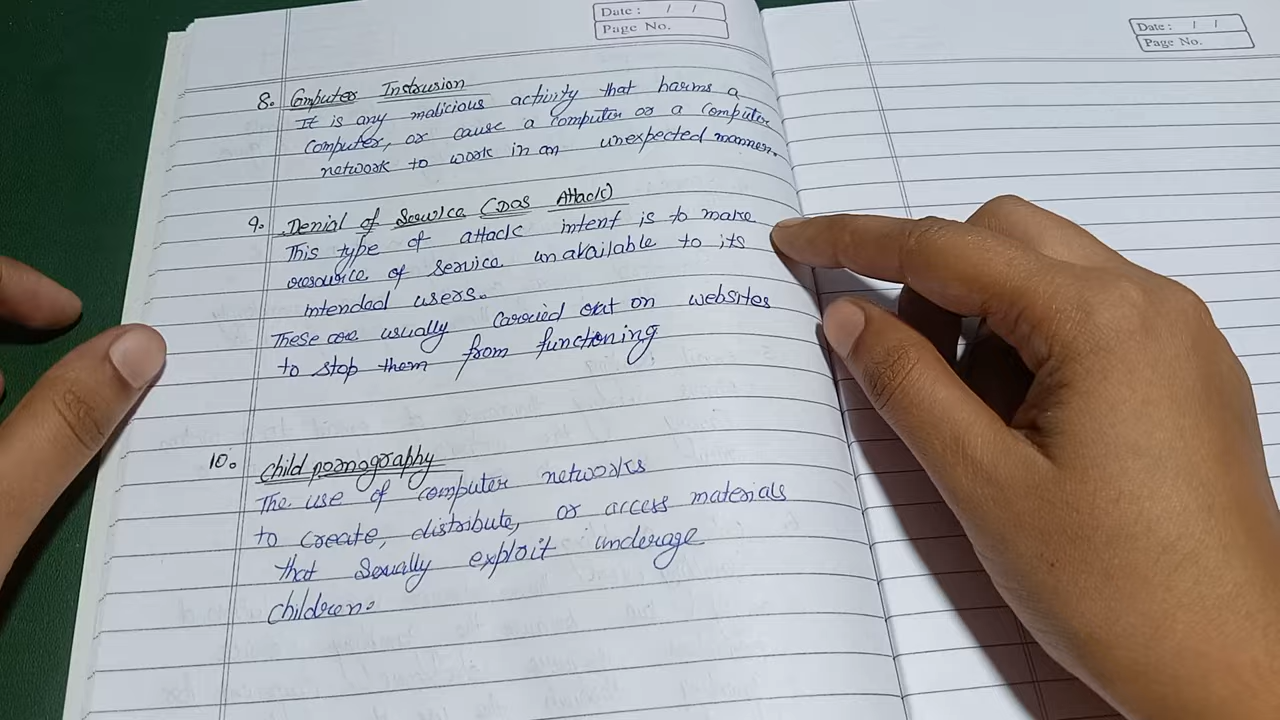 Date : / /
Page No.
Date : / /
Page No.
8. Computer Instrusion
It is any malicious activity that harms a
computer, or cause a computer or a computer
network to work in an unexpected manner.
9. Denial of Service (DOS Attack)
This type of attack intent is to make
resource of service unavailable to its
intended users.
These are usually carried out on websites
to stop them from functioning
10. Child pornography
The use of computer networks
to create, distribute, or access materials
that Sexually exploit underage
children.